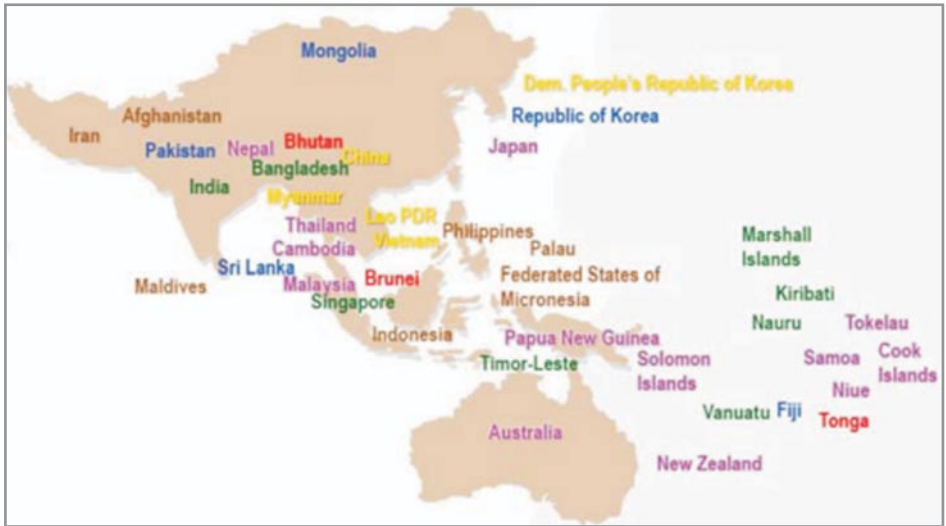 Mongolia
Dem. People's Republic of Korea
Afghanistan
Republic of Korea
Iran
Pakistan
Nepal
Bhutan
Japan
China
Bangladesh
India
Myanmar
Lao PDR
Thailand
Philippines
Vietnam
Cambodia
Palau
Marshall
Islands
Sri Lanka
Maldives
Malaysia
Brunei
Federated States of
Micronesia
Singapore
Kiribati
Nauru
Tokelau
Indonesia
Papua New Guinea
Timor-Leste
Solomon
Islands
Samoa
Cook
Islands
Niue
Vanuatu
Fiji
Tonga
Australia
New Zealand